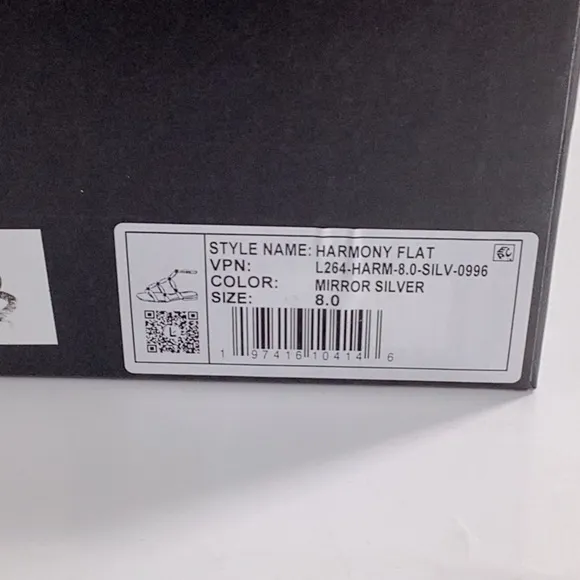 STYLE NAME: HARMONY FLAT
VPN: L264-HARM-8.0-SILV-0996
COLOR: MIRROR SILVER
SIZE: 8.0
L
1 97416 10414 6